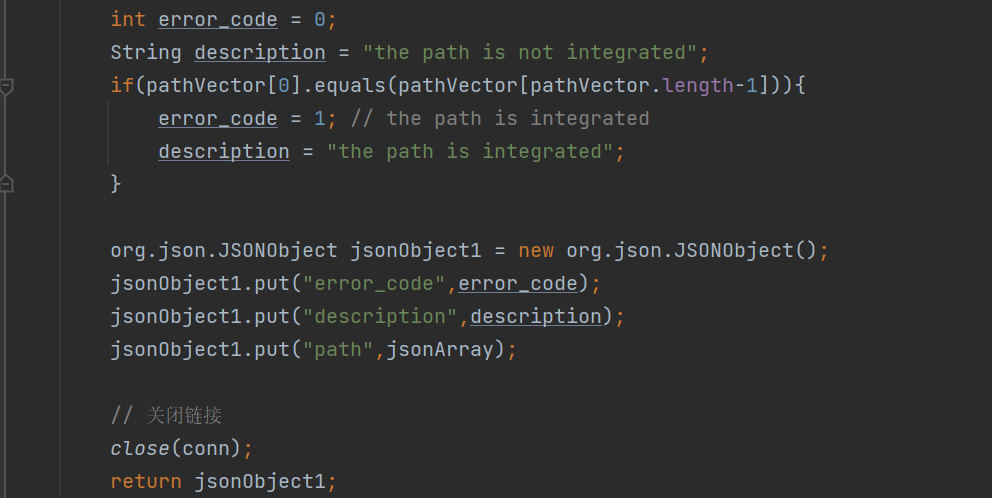 int error_code = 0;
String description = "the path is not integrated";
if(pathVector[0].equals(pathVector[pathVector.length-1])){
error_code = 1; // the path is integrated
description = "the path is integrated";
}
org.json.JSONObject jsonObject1 = new org.json.JSONObject();
jsonObject1.put("error_code",error_code);
jsonObject1.put("description",description);
jsonObject1.put("path",jsonArray);
// 关闭链接
close(conn);
return jsonObject1;